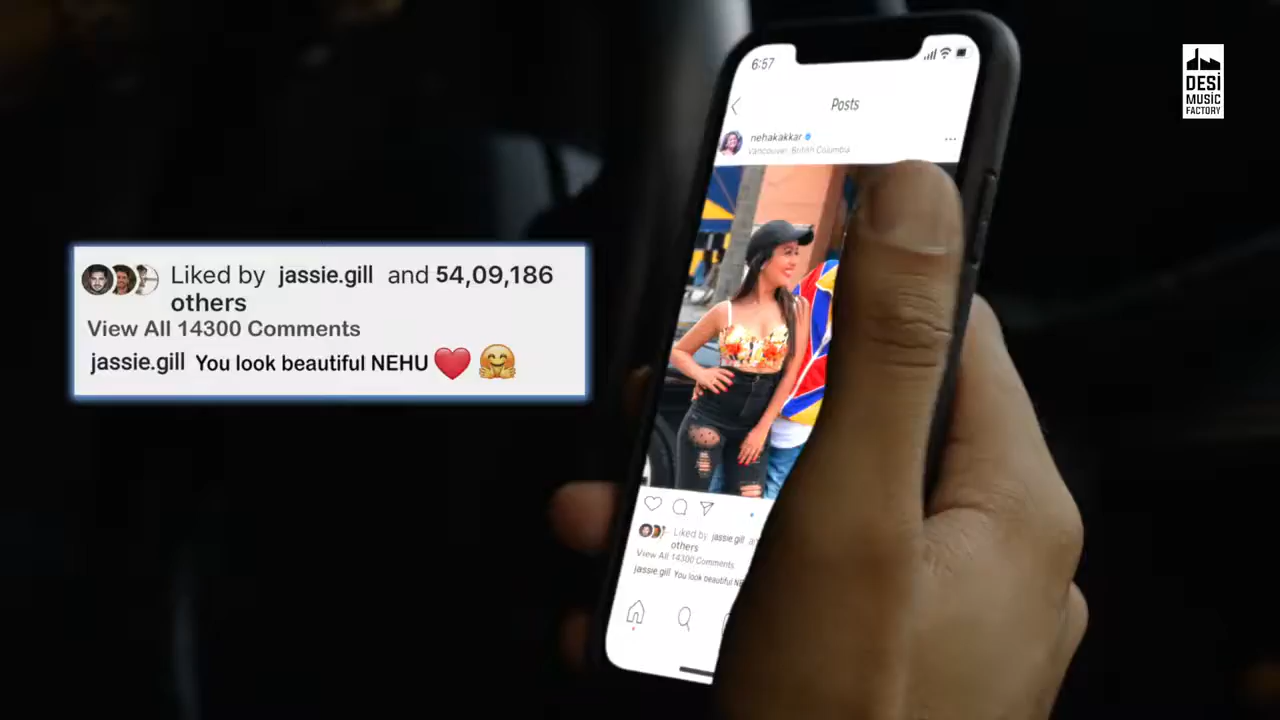 DESi
MUSiC
FACTORY
6:57
Posts
nehakakkar
Vancouver, British Columbia
Liked by jassie.gill and 54,09,186
others
View All 14300 Comments
jassie.gill You look beautiful NEHU ❤️ 🤗
Liked by jassie.gill
others
View All 14300 Comments
jassie.gill You look beautiful